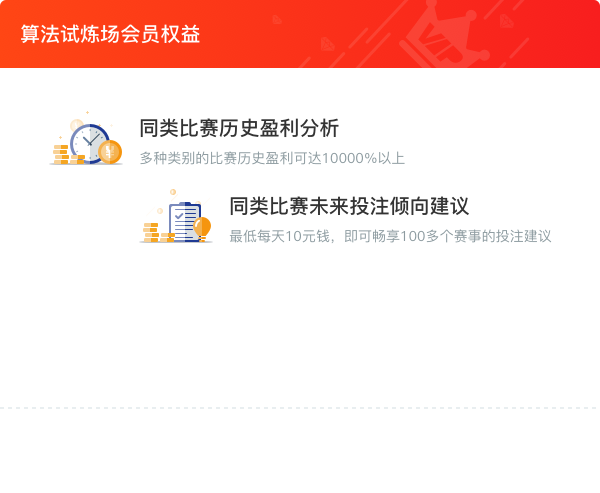 算法试炼场会员权益
同类比赛历史盈利分析
多种类别的比赛历史盈利可达10000%以上
同类比赛未来投注倾向建议
最低每天10元钱，即可畅享100多个赛事的投注建议